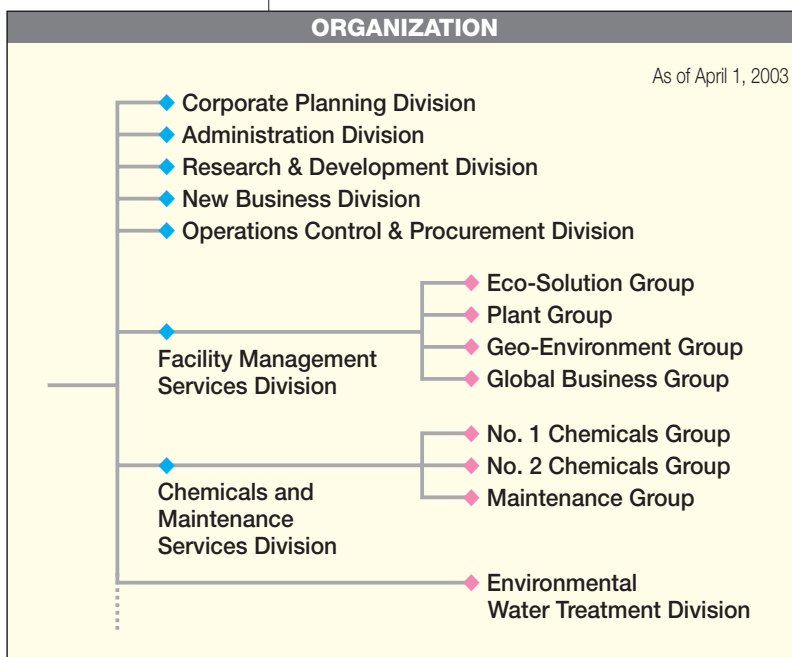 ORGANIZATION
As of April 1, 2003
Corporate Planning Division
Administration Division
Research & Development Division
New Business Division
Operations Control & Procurement Division
Facility Management
Services Division
Eco-Solution Group
Plant Group
Geo-Environment Group
Global Business Group
Chemicals and
Maintenance
Services Division
No. 1 Chemicals Group
No. 2 Chemicals Group
Maintenance Group
Environmental
Water Treatment Division